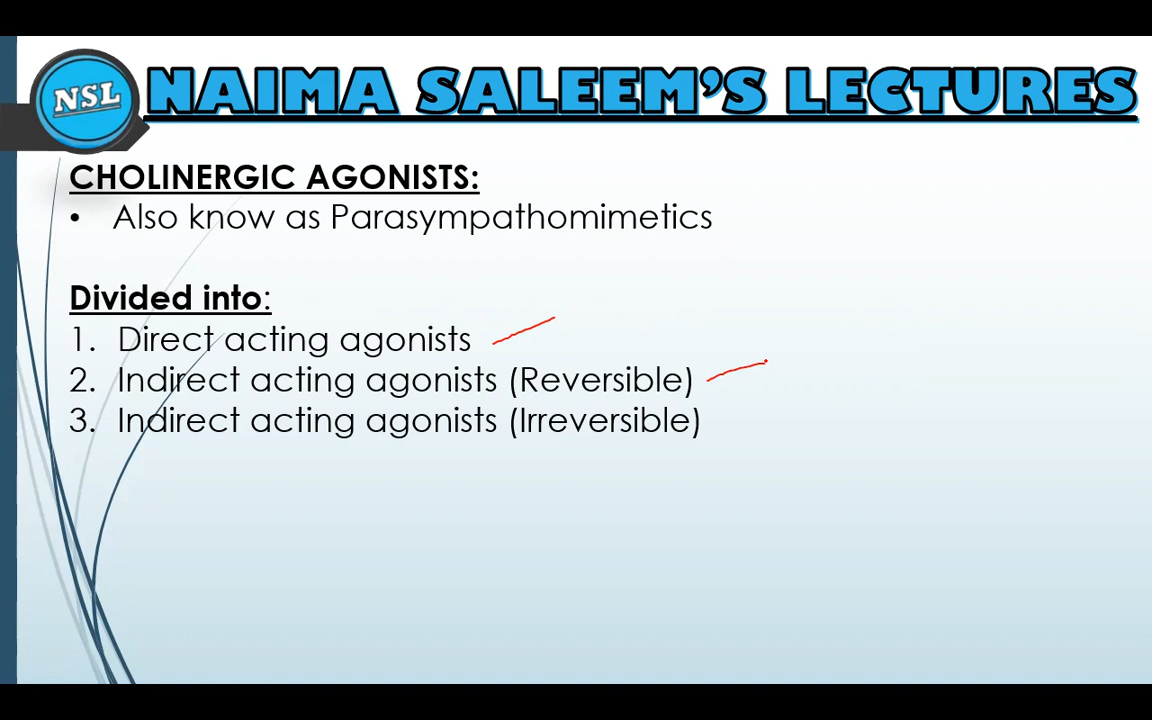 NSL
NAIMA SALEEM'S LECTURES
CHOLINERGIC AGONISTS:
• Also know as Parasympathomimetics
Divided into:
1. Direct acting agonists
2. Indirect acting agonists (Reversible)
3. Indirect acting agonists (Irreversible)